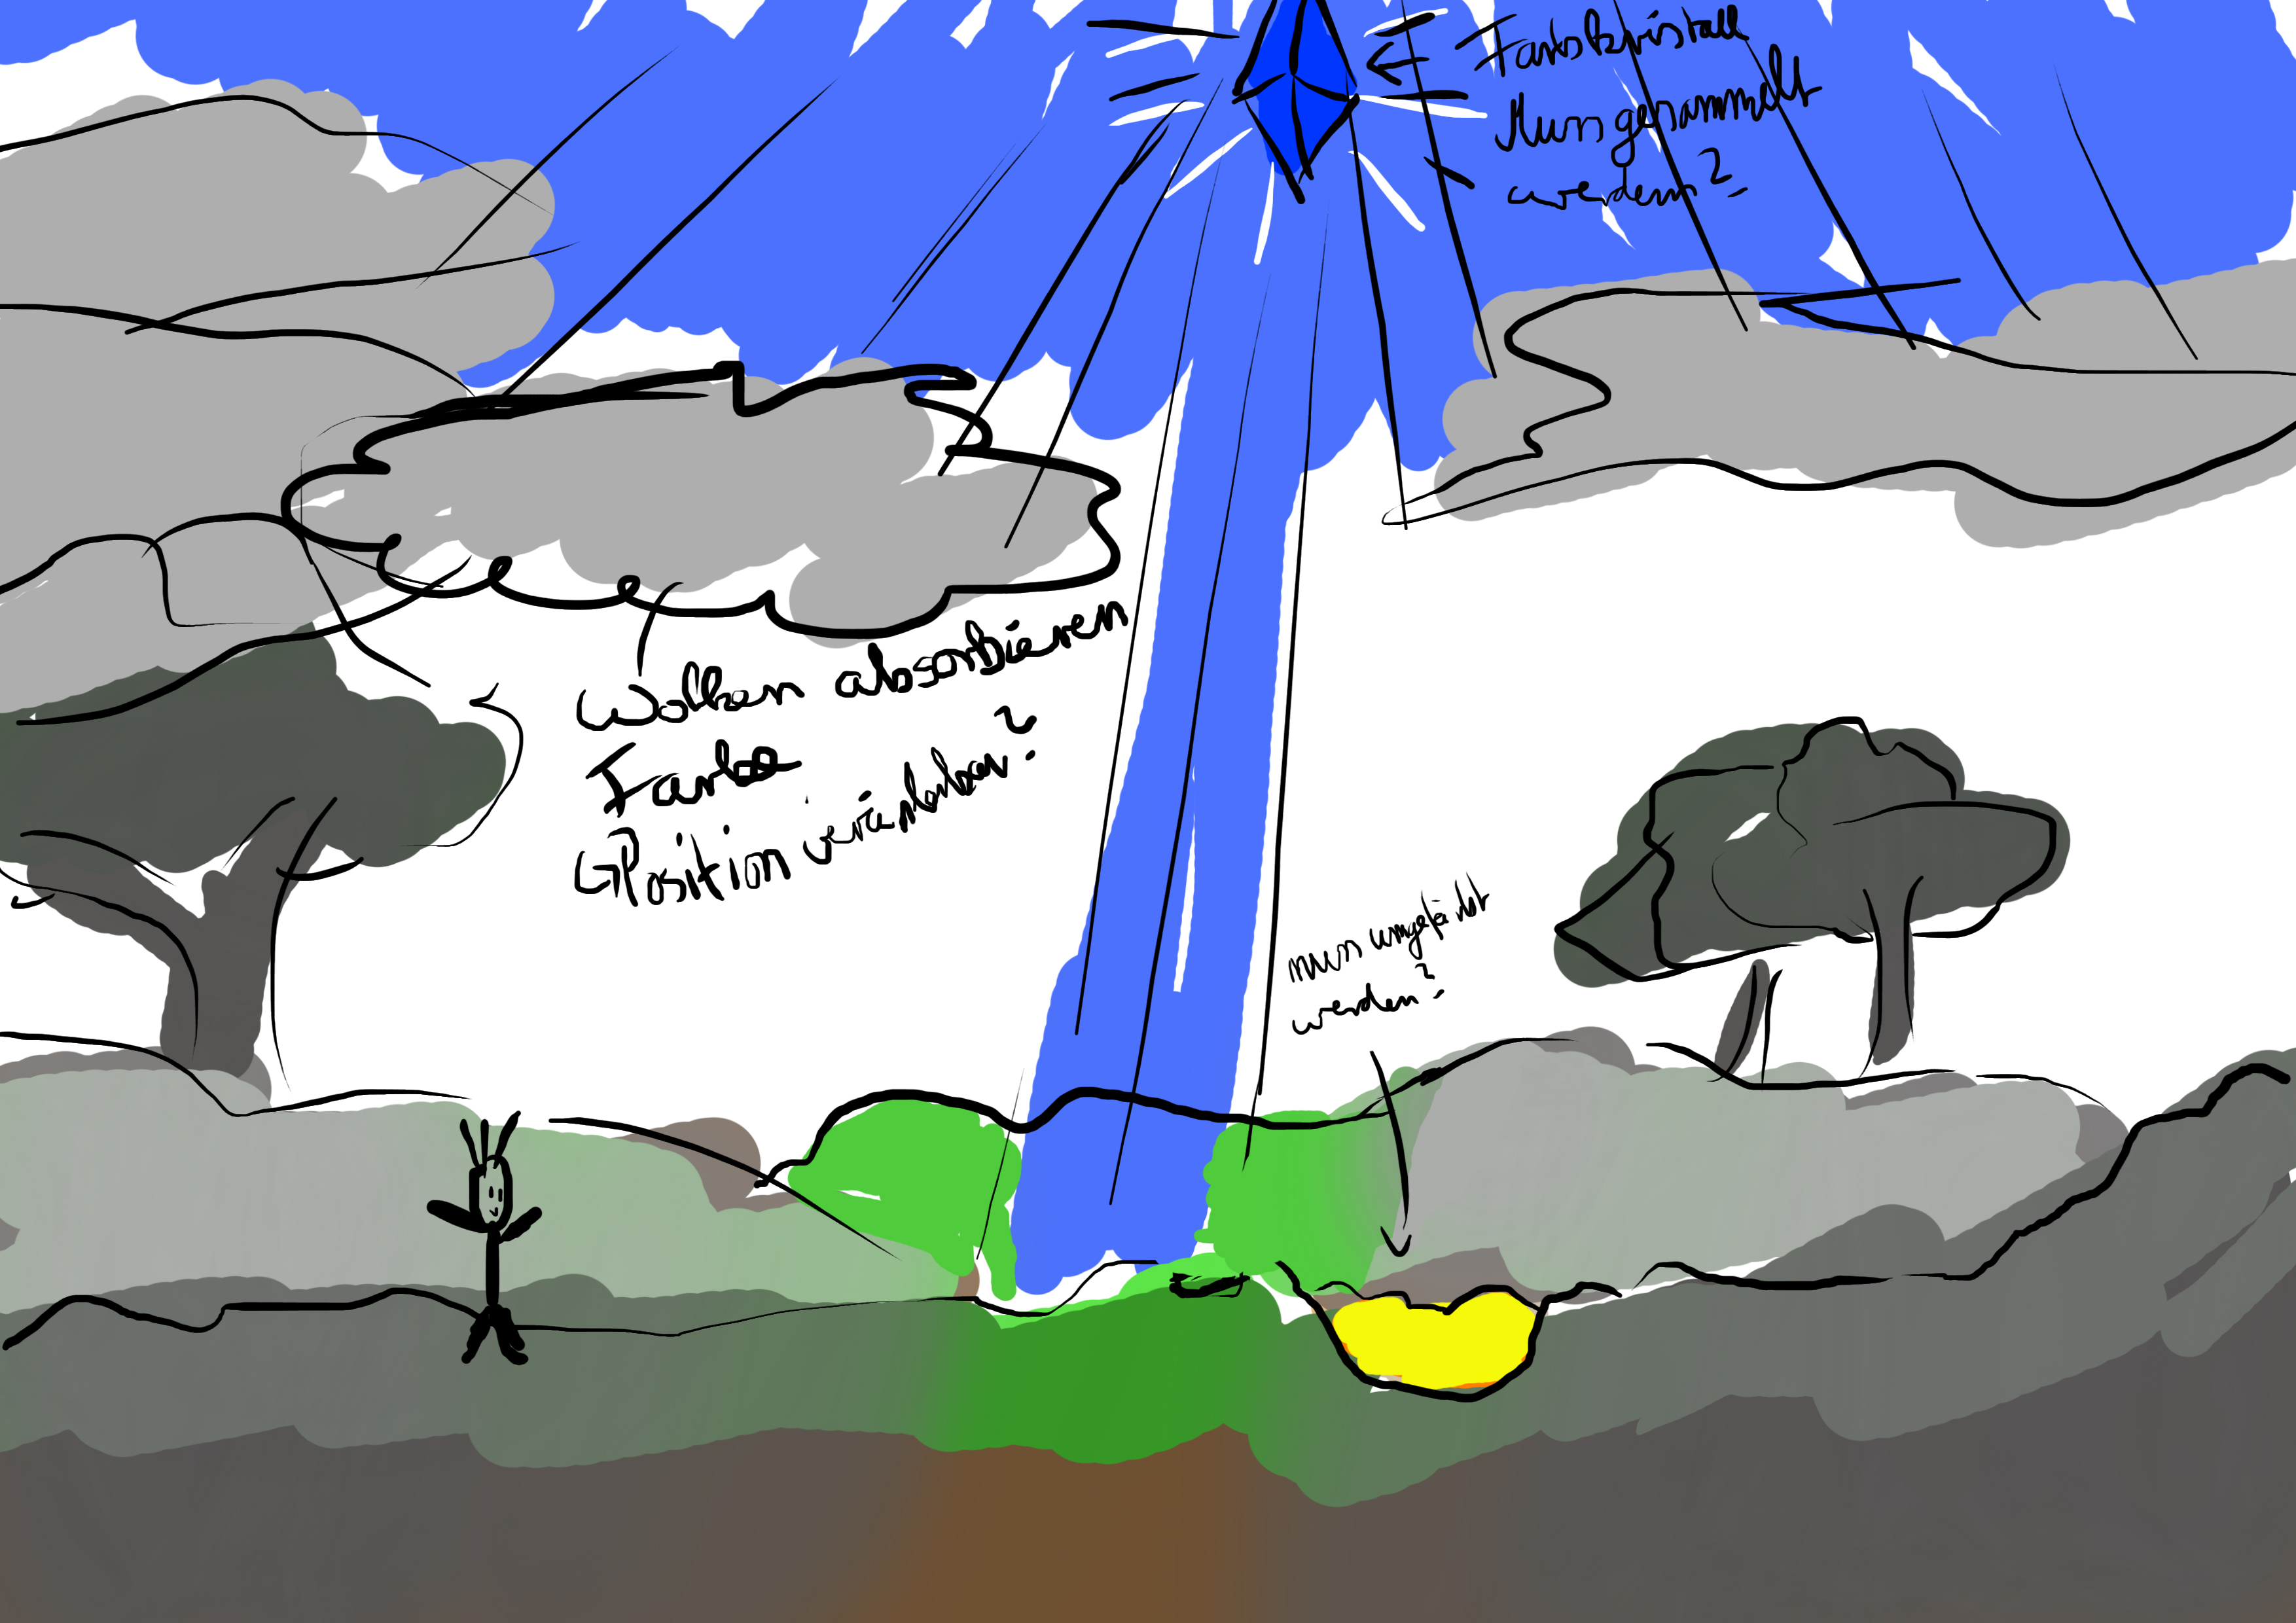 Farbkristall
Muss gesammelt
werden?
Wolken absorbieren
Farbe
Position verändern?
muss umgefärbt
werden?